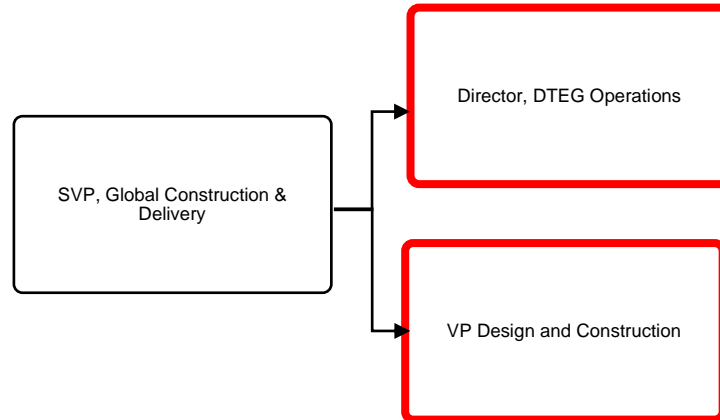 Director, DTEG Operations
SVP, Global Construction &
Delivery
VP Design and Construction